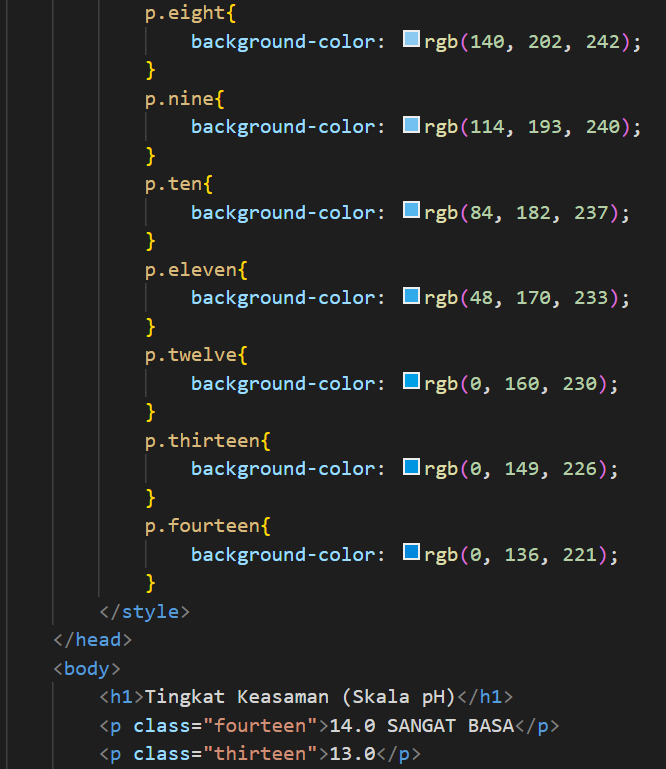 p.eight{
background-color: rgb(140, 202, 242);
}
p.nine{
background-color: rgb(114, 193, 240);
}
p.ten{
background-color: rgb(84, 182, 237);
}
p.eleven{
background-color: rgb(48, 170, 233);
}
p.twelve{
background-color: rgb(0, 160, 230);
}
p.thirteen{
background-color: rgb(0, 149, 226);
}
p.fourteen{
background-color: rgb(0, 136, 221);
}
</style>
</head>
<body>
<h1>Tingkat Keasaman (Skala pH)</h1>
<p class="fourteen">14.0 SANGAT BASA</p>
<p class="thirteen">13.0</p>